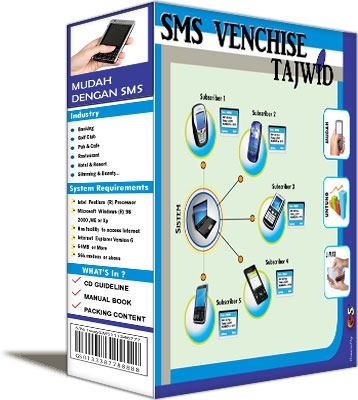 SMS VENCHISE
TAJWID
MUDAH
DENGAN SMS
Industry
Banking
Golf Club
Pub & Cafe
Restaurant
Hotel & Resort
Slimming & Beauty...
System Requirements
Intel Pentium (R) Processor
Microsoft Windows (R) 98
2000 ,ME or Xp
Has facility to access Internet
Internet Explorer Version 6
64MB or More
56k modem or above
WHAT'S In ?
CD GUIDELINE
MANUAL BOOK
PACKING CONTENT
Subscriber 1
Subscriber 2
Subscriber 3
Subscriber 4
Subscriber 5
SISTEM
MUDAH
UNTUNG